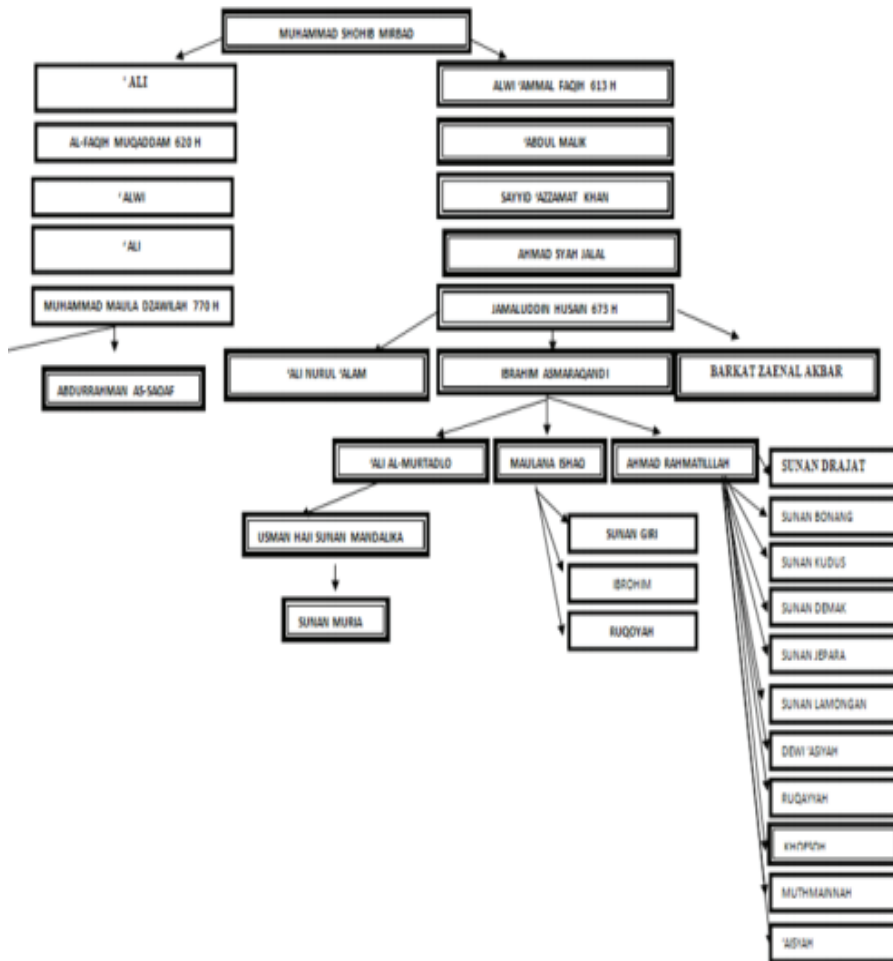 MUHAMMAD SHOHIB MIRBAD
' ALI
ALWI 'AMMAL FAQIH 613 H
AL-FAQIH MUQADDAM 620 H
'ABDUL MALIK
' ALWI
SAYYID 'AZZAMAT KHAN
' ALI
AHMAD SYAH JALAL
MUHAMMAD MAULA DZAWILAH 770 H
JAMALUDDIN HUSAIN 673 H
ABDURRAHMAN AS-SAQAF
'ALI NURUL 'ALAM
IBRAHIM ASMARAQANDI
BARKAT ZAENAL AKBAR
'ALI AL-MURTADLO
MAULANA ISHAQ
AHMAD RAHMATILLLAH
SUNAN DRAJAT
USMAN HAJI SUNAN MANDALIKA
SUNAN GIRI
SUNAN BONANG
IBROHIM
SUNAN KUDUS
SUNAN MURIA
RUQOYAH
SUNAN DEMAK
SUNAN JEPARA
SUNAN LAMONGAN
DEWI 'ASIYAH
RUQAYYAH
KHOFSOH
MUTHMAINNAH
'AISYAH